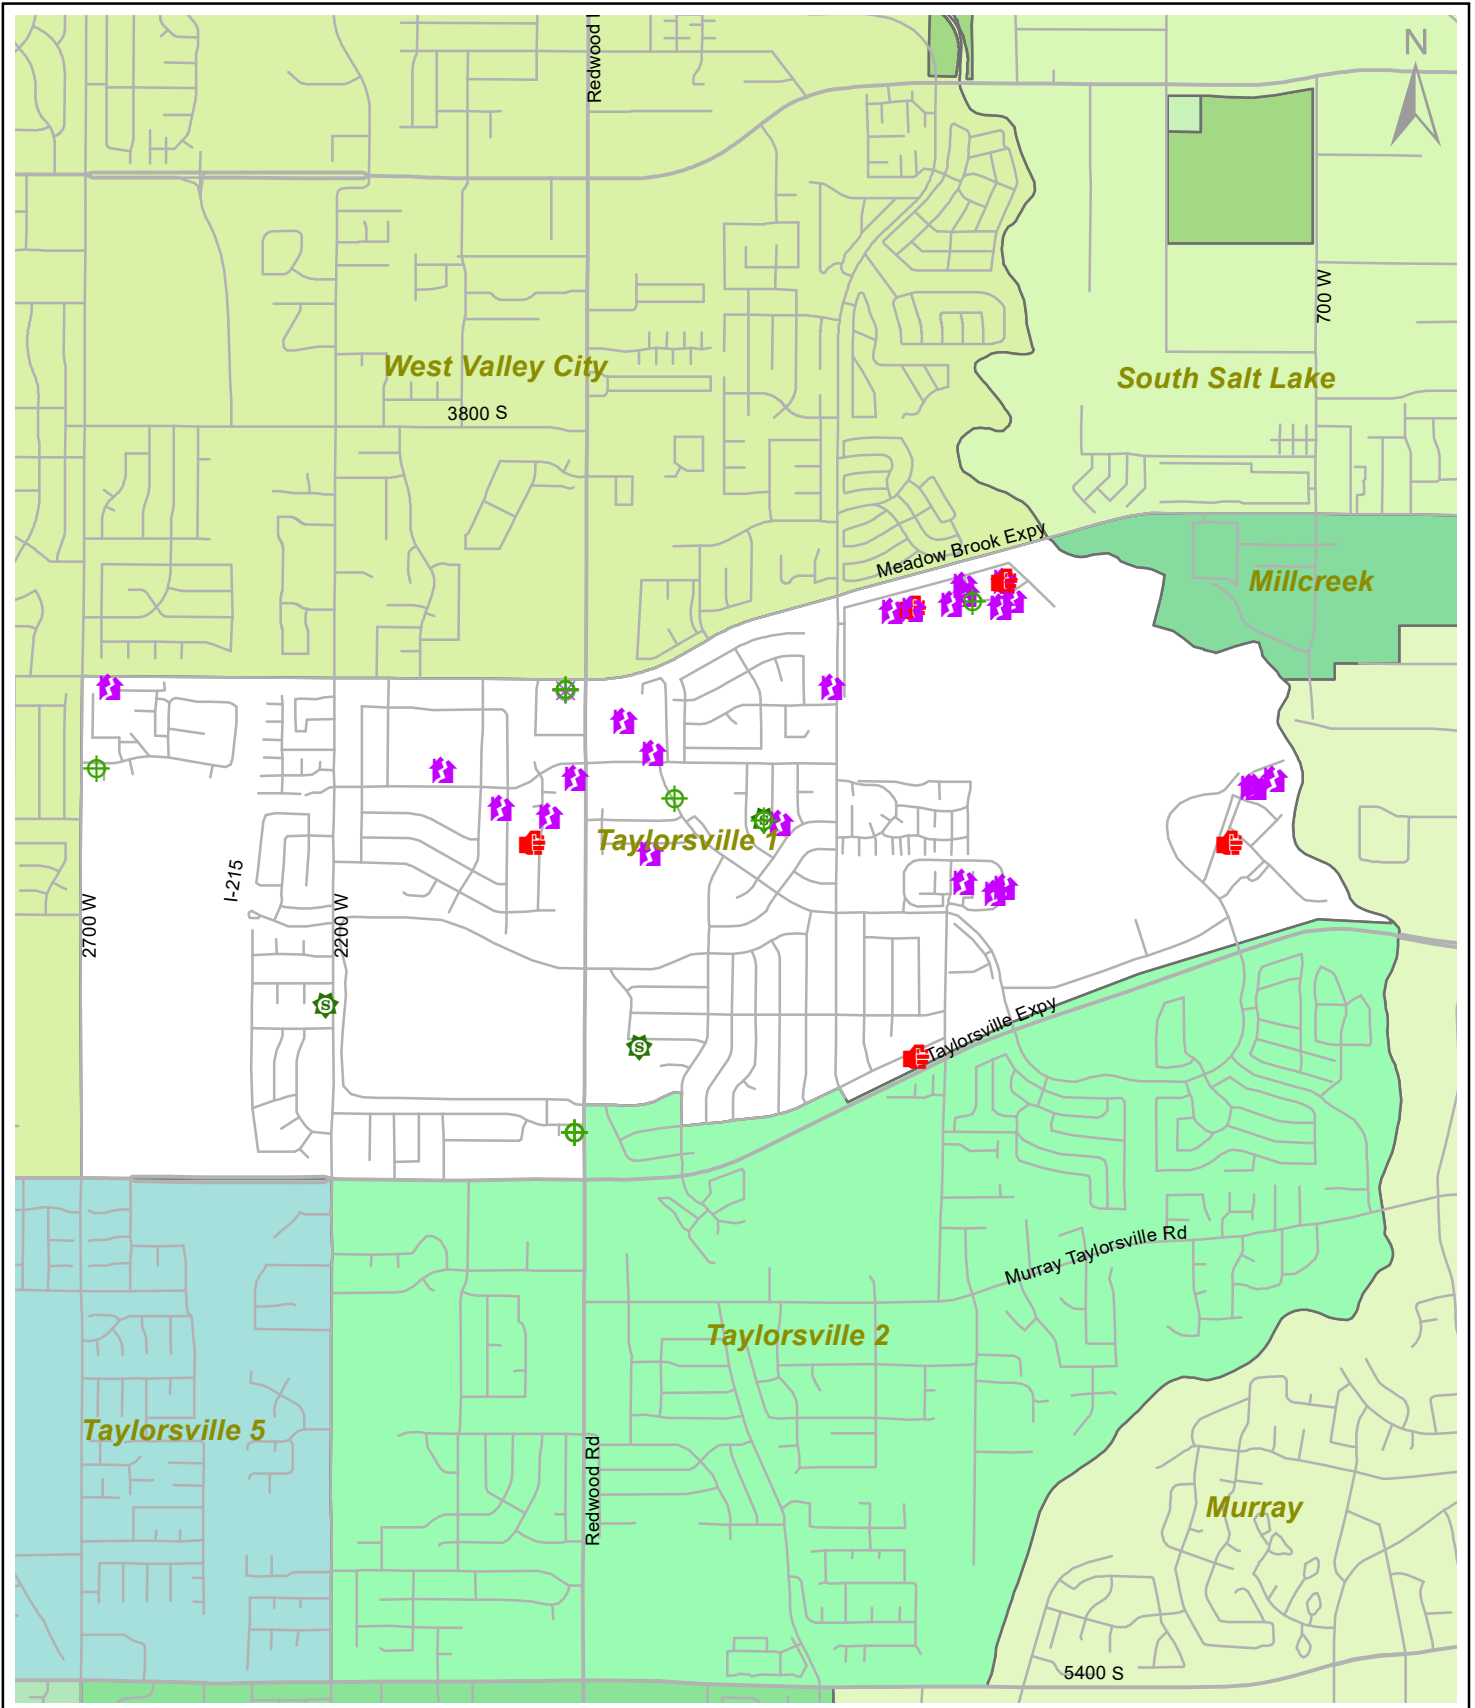 Redwood
N
700 W
West Valley City
South Salt Lake
3800 S
Meadow Brook Expy
Millcreek
Taylorsville 1
I-215
2700 W
2200 W
S
S
S
Taylorsville Expy
Murray Taylorsville Rd
Taylorsville 2
Taylorsville 5
Redwood Rd
Murray
5400 S